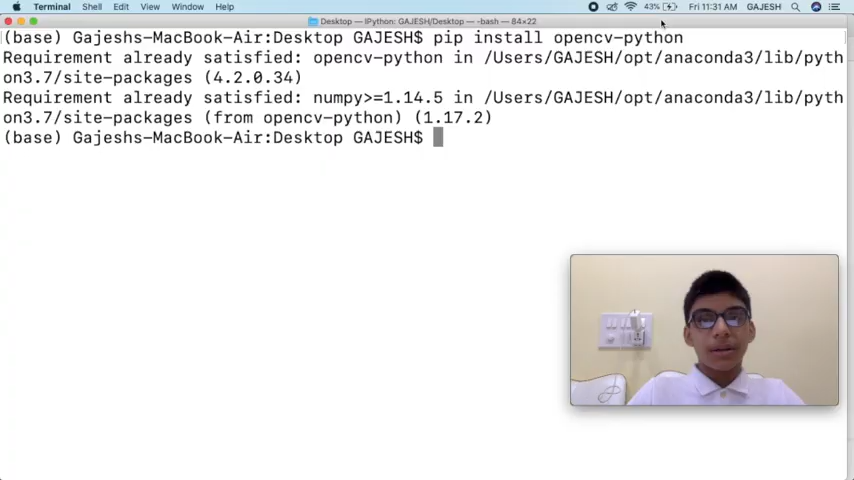 Terminal Shell Edit View Window Help 43% Fri 11:31 AM GAJESH
Desktop — IPython: GAJESH/Desktop — -bash — 84×22
(base) Gajeshs-MacBook-Air:Desktop GAJESH$ pip install opencv-python
Requirement already satisfied: opencv-python in /Users/GAJESH/opt/anaconda3/lib/pyth
on3.7/site-packages (4.2.0.34)
Requirement already satisfied: numpy>=1.14.5 in /Users/GAJESH/opt/anaconda3/lib/pyth
on3.7/site-packages (from opencv-python) (1.17.2)
(base) Gajeshs-MacBook-Air:Desktop GAJESH$